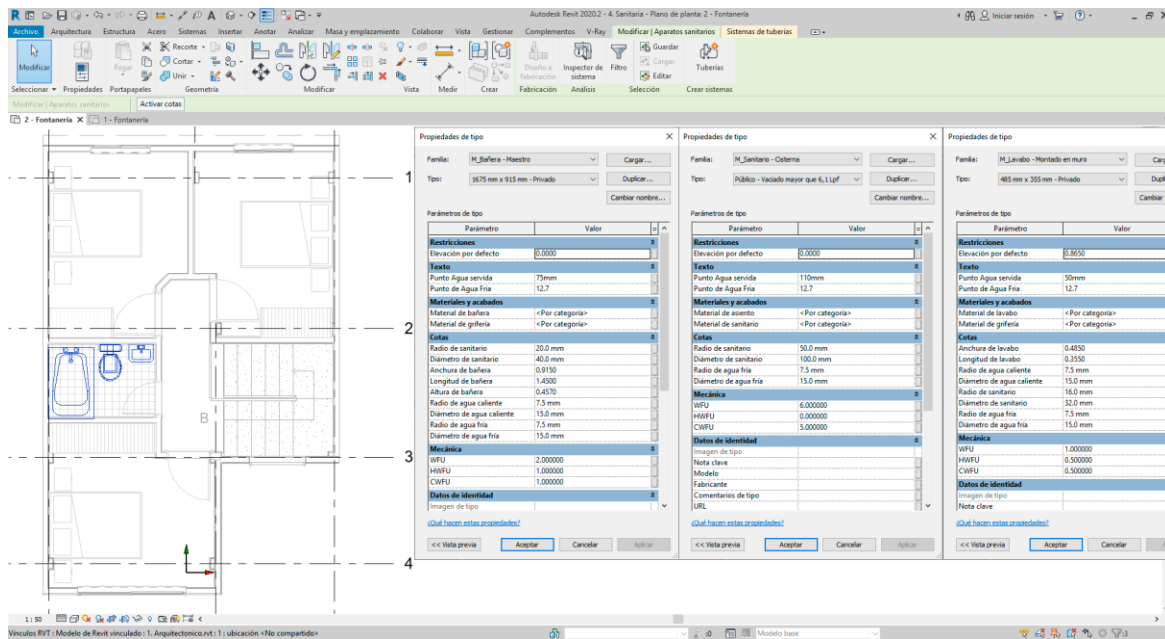 Autodesk Revit 2020.2 - 4. Sanitaria - Plano de planta: 2 - Fontanería
Iniciar sesión
Archivo Arquitectura Estructura Acero Sistemas Insertar Anotar Analizar Masa y emplazamiento Colaborar Vista Gestionar Complementos V-Ray Modificar | Aparatos sanitarios Sistemas de tuberías
Modificar
Pegar
Recorte
Cortar
Unir
Diseño a fabricación
Inspector de sistema
Filtro
Guardar
Cargar
Editar
Tuberías
Seleccionar Propiedades Portapapeles Geometría Modificar Vista Medir Crear Fabricación Análisis Selección Crear sistemas
Modificar | Aparatos sanitarios Activar cotas
2 - Fontanería 1 - Fontanería
1
2
B
3
4
Propiedades de tipo
Familia: M_Bañera - Maestro Cargar...
Tipo: 1675 mm x 915 mm - Privado Duplicar...
Cambiar nombre...
Parámetros de tipo
Parámetro Valor =
Restricciones
Elevación por defecto 0.0000
Texto
Punto Agua servida 75mm
Punto de Agua Fria 12.7
Materiales y acabados
Material de bañera <Por categoría>
Material de grifería <Por categoría>
Cotas
Radio de sanitario 20.0 mm
Diámetro de sanitario 40.0 mm
Anchura de bañera 0.9150
Longitud de bañera 1.4500
Altura de bañera 0.4570
Radio de agua caliente 7.5 mm
Diámetro de agua caliente 15.0 mm
Radio de agua fría 7.5 mm
Diámetro de agua fría 15.0 mm
Mecánica
WFU 2.000000
HWFU 1.000000
CWFU 1.000000
Datos de identidad
Imagen de tipo
¿Qué hacen estas propiedades?
<< Vista previa Aceptar Cancelar Aplicar
Propiedades de tipo
Familia: M_Sanitario - Cisterna Cargar...
Tipo: Público - Vaciado mayor que 6,1 Lpf Duplicar...
Cambiar nombre...
Parámetros de tipo
Parámetro Valor =
Restricciones
Elevación por defecto 0.0000
Texto
Punto Agua servida 110mm
Punto de Agua Fria 12.7
Materiales y acabados
Material de asiento <Por categoría>
Material de sanitario <Por categoría>
Cotas
Radio de sanitario 50.0 mm
Diámetro de sanitario 100.0 mm
Radio de agua fría 7.5 mm
Diámetro de agua fría 15.0 mm
Mecánica
WFU 6.000000
HWFU 0.000000
CWFU 5.000000
Datos de identidad
Imagen de tipo
Nota clave
Modelo
Fabricante
Comentarios de tipo
URL
¿Qué hacen estas propiedades?
<< Vista previa Aceptar Cancelar Aplicar
Propiedades de tipo
Familia: M_Lavabo - Montado en muro Carg
Tipo: 485 mm x 355 mm - Privado Dupl
Cambiar
Parámetros de tipo
Parámetro Valor
Restricciones
Elevación por defecto 0.8650
Texto
Punto Agua servida 50mm
Punto de Agua Fria 12.7
Materiales y acabados
Material de lavabo <Por categoría>
Material de grifería <Por categoría>
Cotas
Anchura de lavabo 0.4850
Longitud de lavabo 0.3550
Radio de agua caliente 7.5 mm
Diámetro de agua caliente 15.0 mm
Radio de sanitario 16.0 mm
Diámetro de sanitario 32.0 mm
Radio de agua fría 7.5 mm
Diámetro de agua fría 15.0 mm
Mecánica
WFU 1.000000
HWFU 0.500000
CWFU 0.500000
Datos de identidad
Imagen de tipo
Nota clave
¿Qué hacen estas propiedades?
<< Vista previa Aceptar Cancelar
1 : 50
Vínculos RVT : Modelo de Revit vinculado : 1. Arquitectonico.rvt : 1 : ubicación <No compartido>
:0 Modelo base